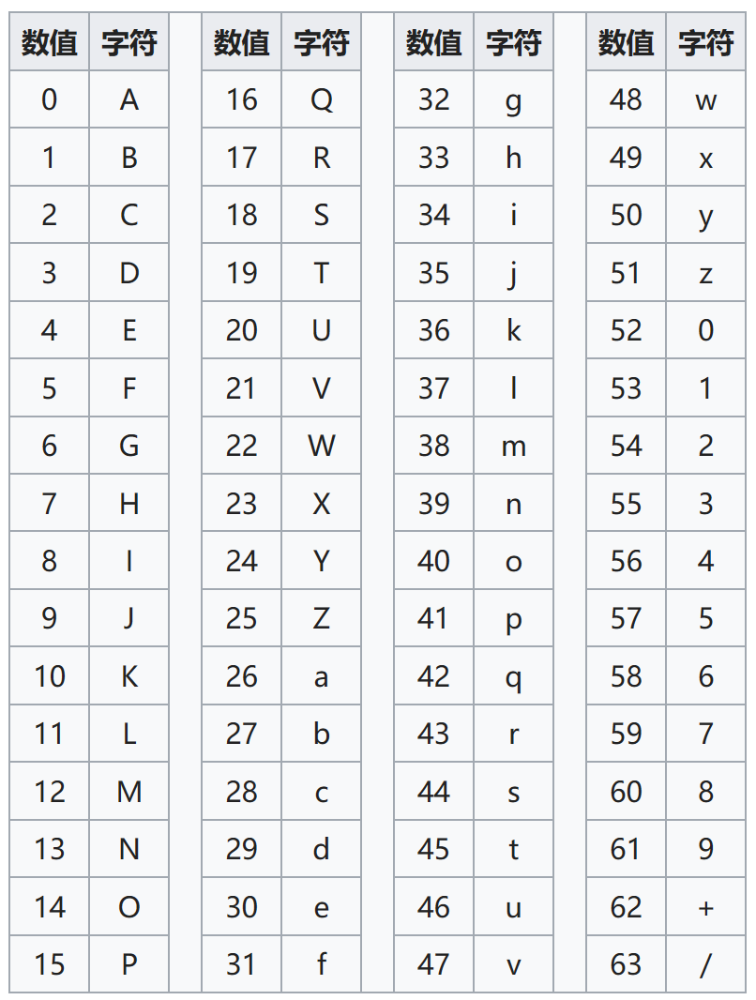 数值 字符 数值 字符 数值 字符 数值 字符
0 A 16 Q 32 g 48 w
1 B 17 R 33 h 49 x
2 C 18 S 34 i 50 y
3 D 19 T 35 j 51 z
4 E 20 U 36 k 52 0
5 F 21 V 37 l 53 1
6 G 22 W 38 m 54 2
7 H 23 X 39 n 55 3
8 I 24 Y 40 o 56 4
9 J 25 Z 41 p 57 5
10 K 26 a 42 q 58 6
11 L 27 b 43 r 59 7
12 M 28 c 44 s 60 8
13 N 29 d 45 t 61 9
14 O 30 e 46 u 62 +
15 P 31 f 47 v 63 /